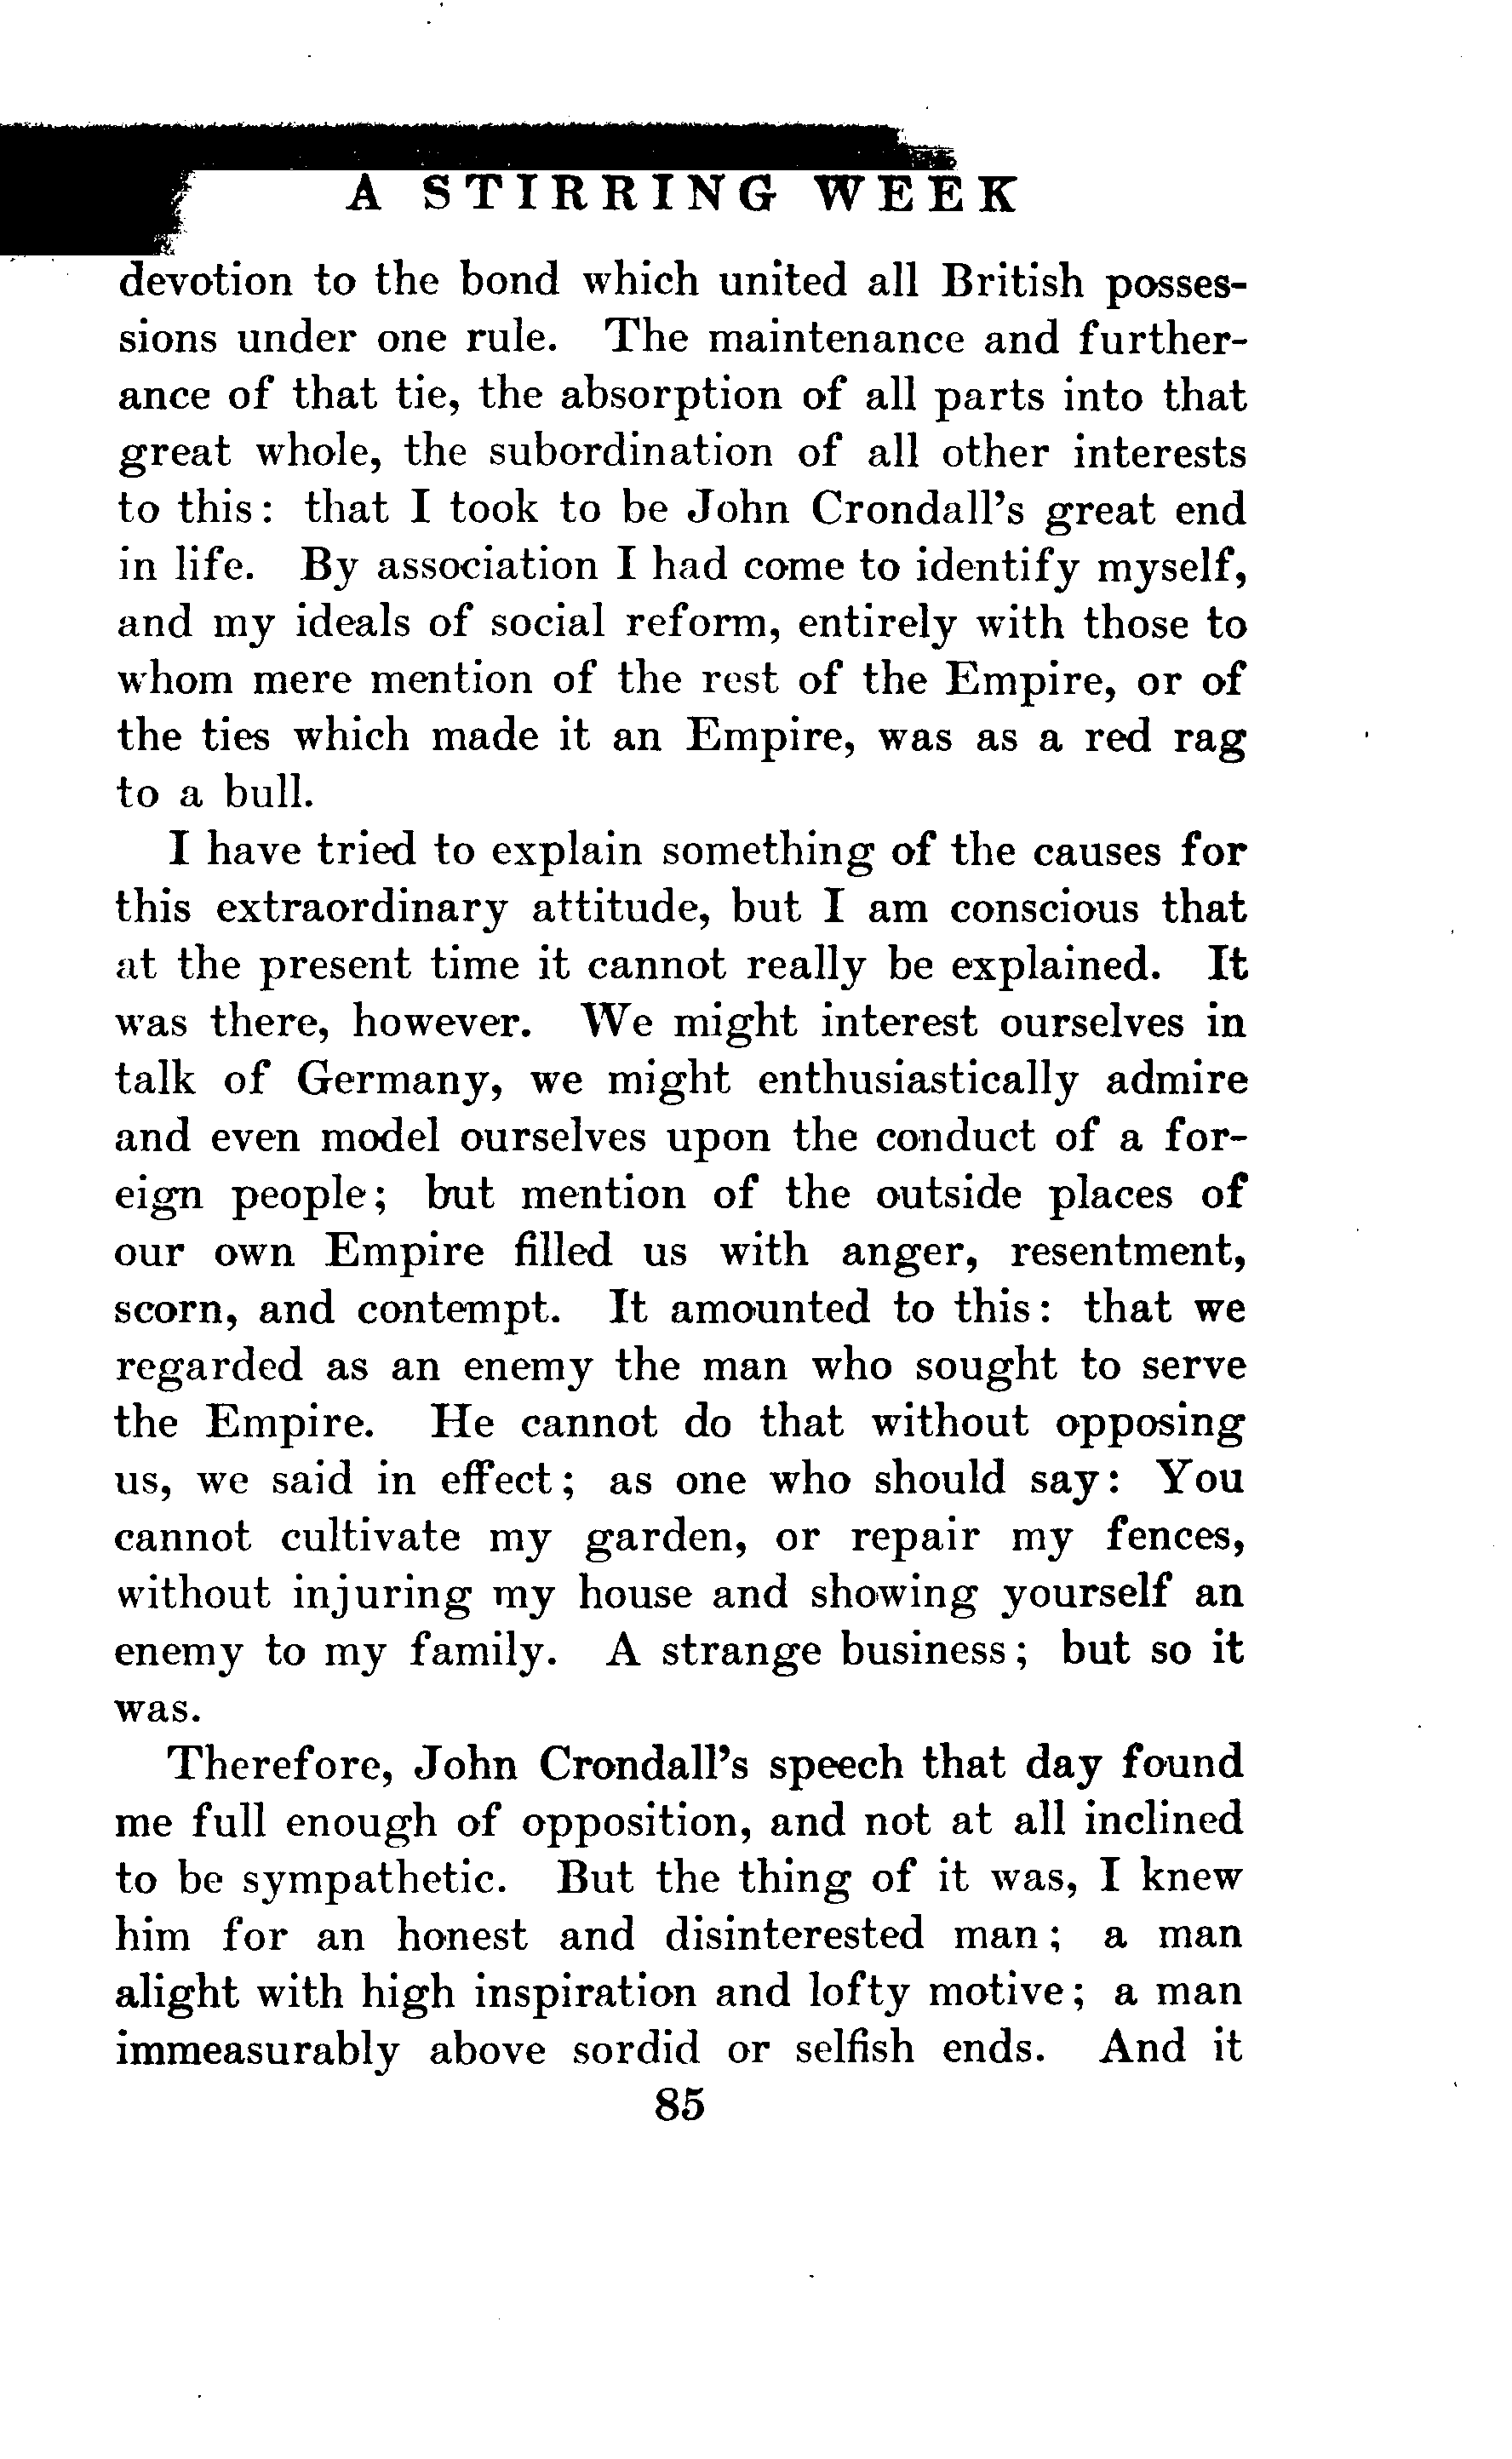 A STIRRING WEEK
devotion to the bond which united all British posses-
sions under one rule. The maintenance and further-
ance of that tie, the absorption of all parts into that
great whole, the subordination of all other interests
to this: that I took to be John Crondall's great end
in life. By association I had come to identify myself,
and my ideals of social reform, entirely with those to
whom mere mention of the rest of the Empire, or of
the ties which made it an Empire, was as a red rag
to a bull.
I have tried to explain something of the causes for
this extraordinary attitude, but I am conscious that
at the present time it cannot really be explained. It
was there, however. We might interest ourselves in
talk of Germany, we might enthusiastically admire
and even model ourselves upon the conduct of a for-
eign people; but mention of the outside places of
our own Empire filled us with anger, resentment,
scorn, and contempt. It amounted to this: that we
regarded as an enemy the man who sought to serve
the Empire. He cannot do that without opposing
us, we said in effect; as one who should say: You
cannot cultivate my garden, or repair my fences,
without injuring my house and showing yourself an
enemy to my family. A strange business; but so it
was.
Therefore, John Crondall's speech that day found
me full enough of opposition, and not at all inclined
to be sympathetic. But the thing of it was, I knew
him for an honest and disinterested man; a man
alight with high inspiration and lofty motive; a man
immeasurably above sordid or selfish ends. And it
85